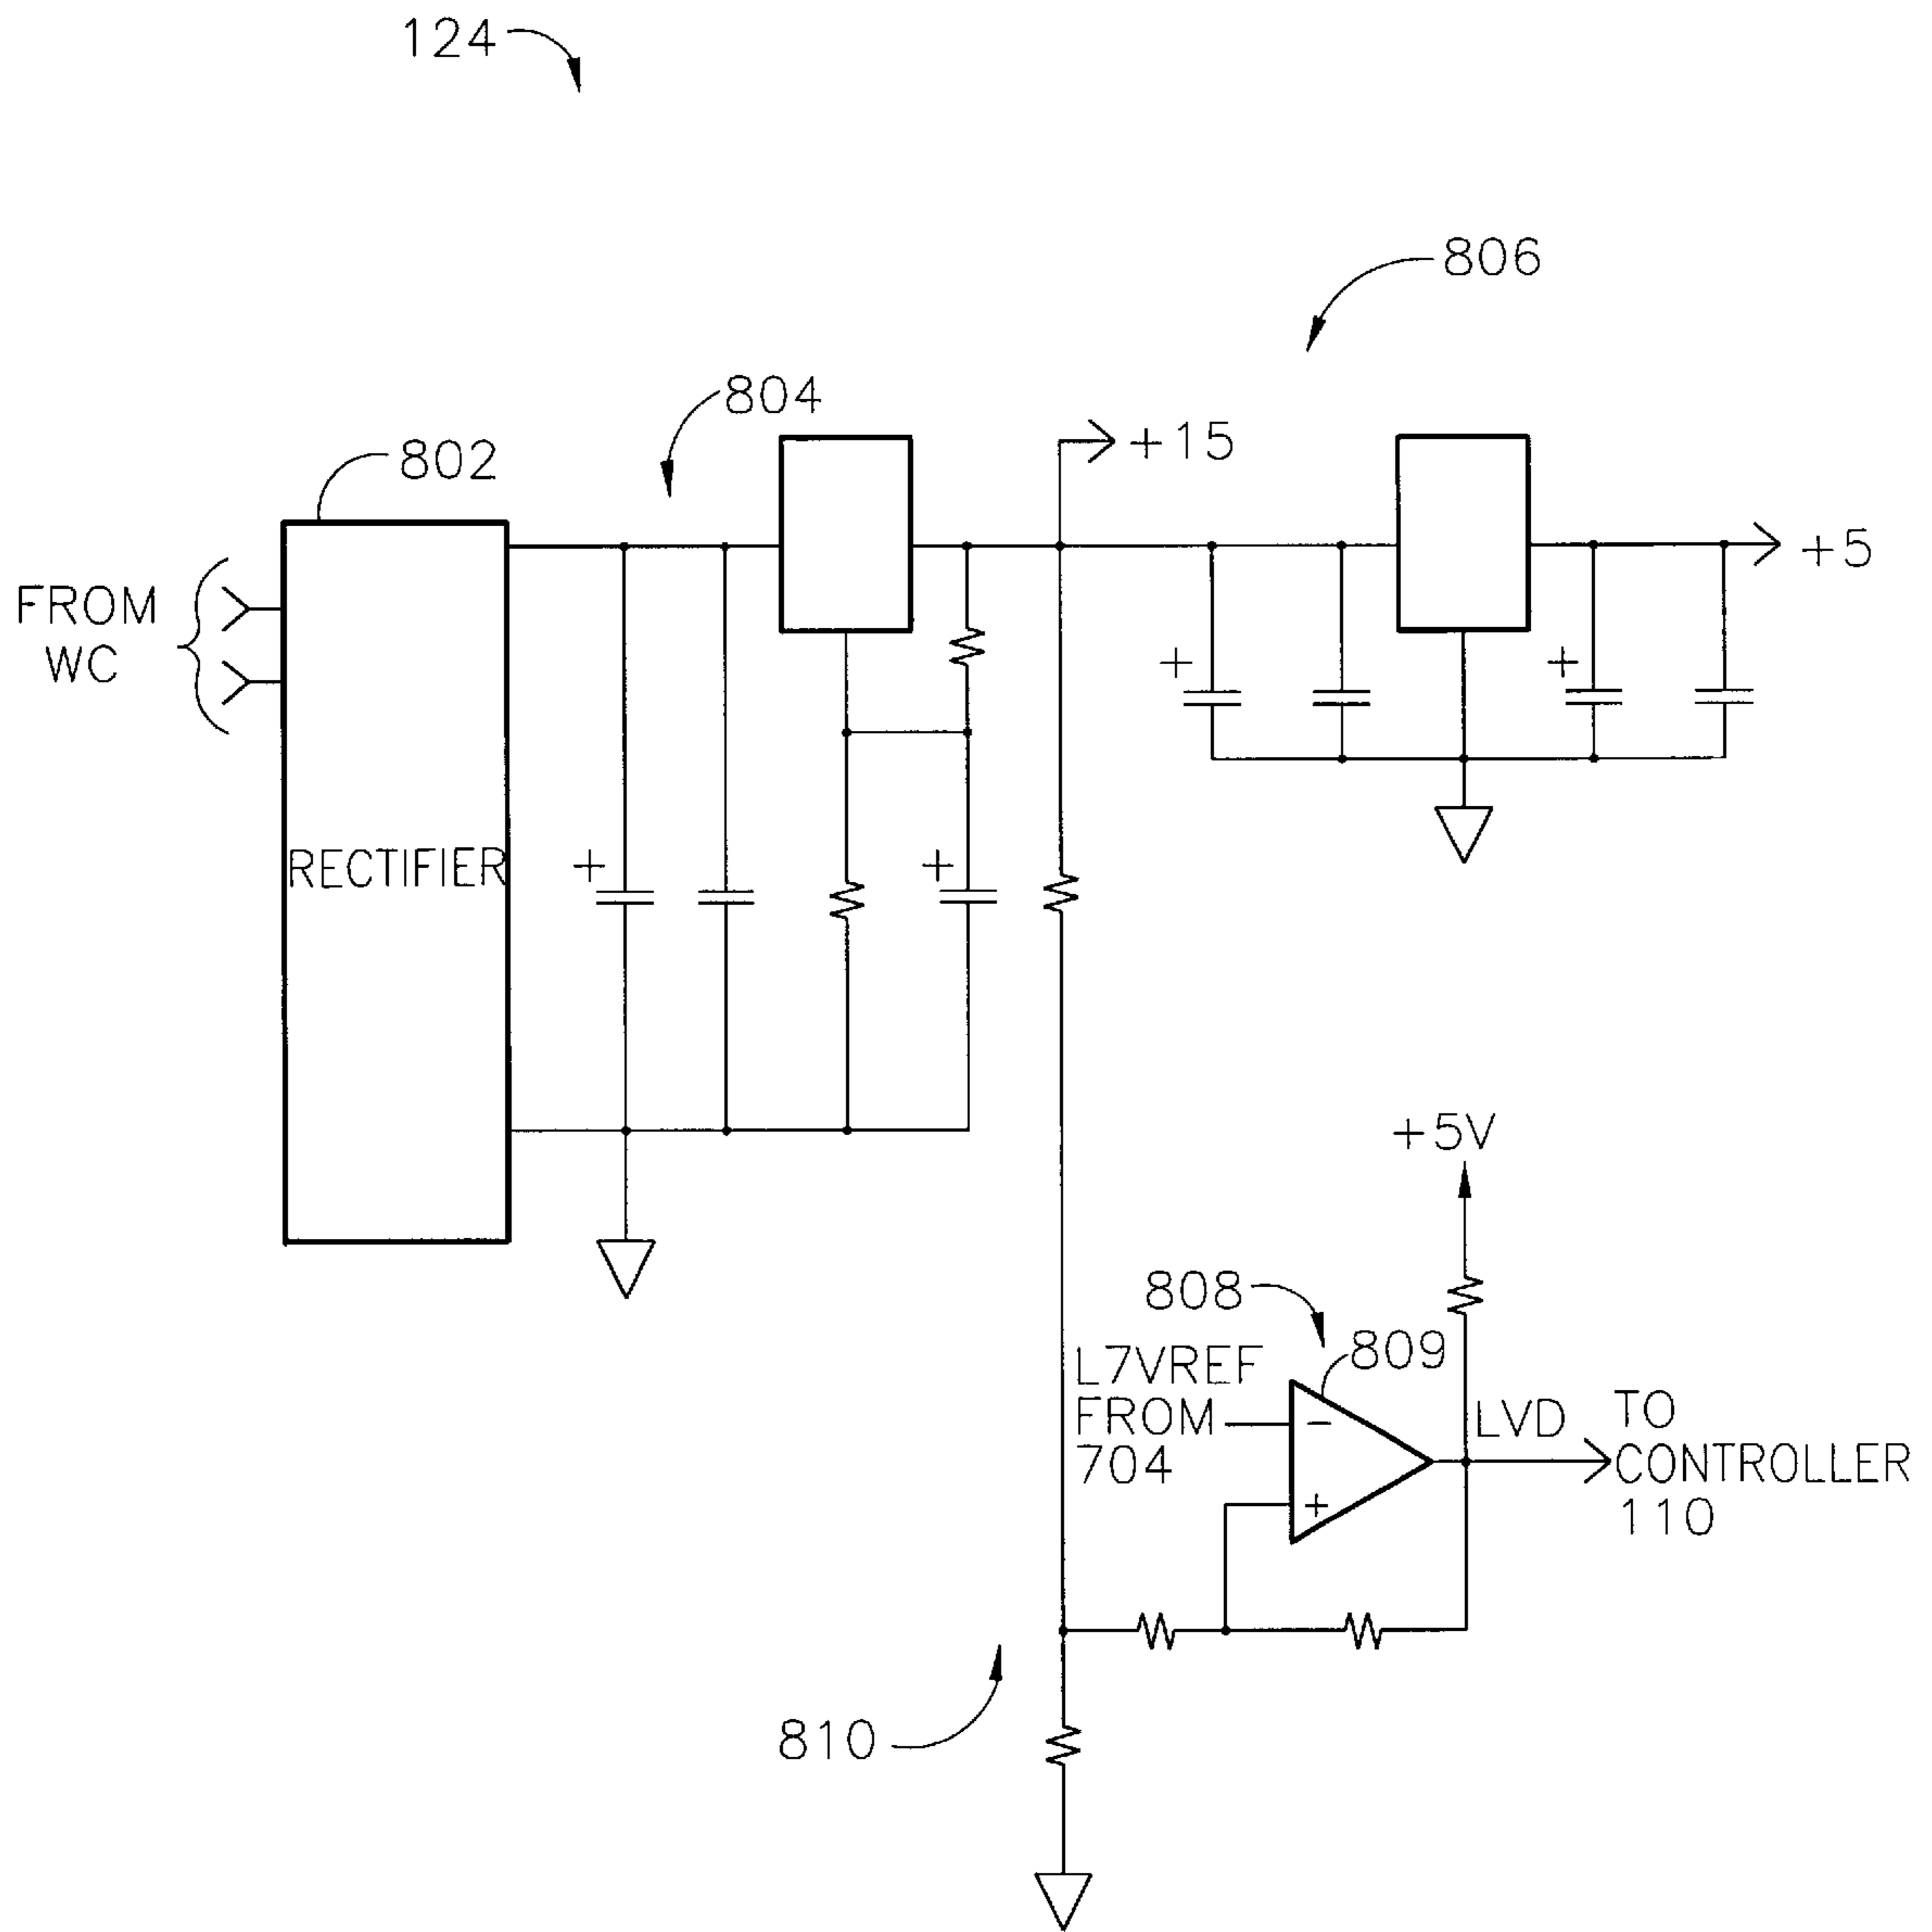 124
806
804
+15
802
+5
FROM
WC
+
+
RECTIFIER
+
+
+5V
808
809
L7VREF
FROM
704
−
+
LVD
TO
CONTROLLER
110
810